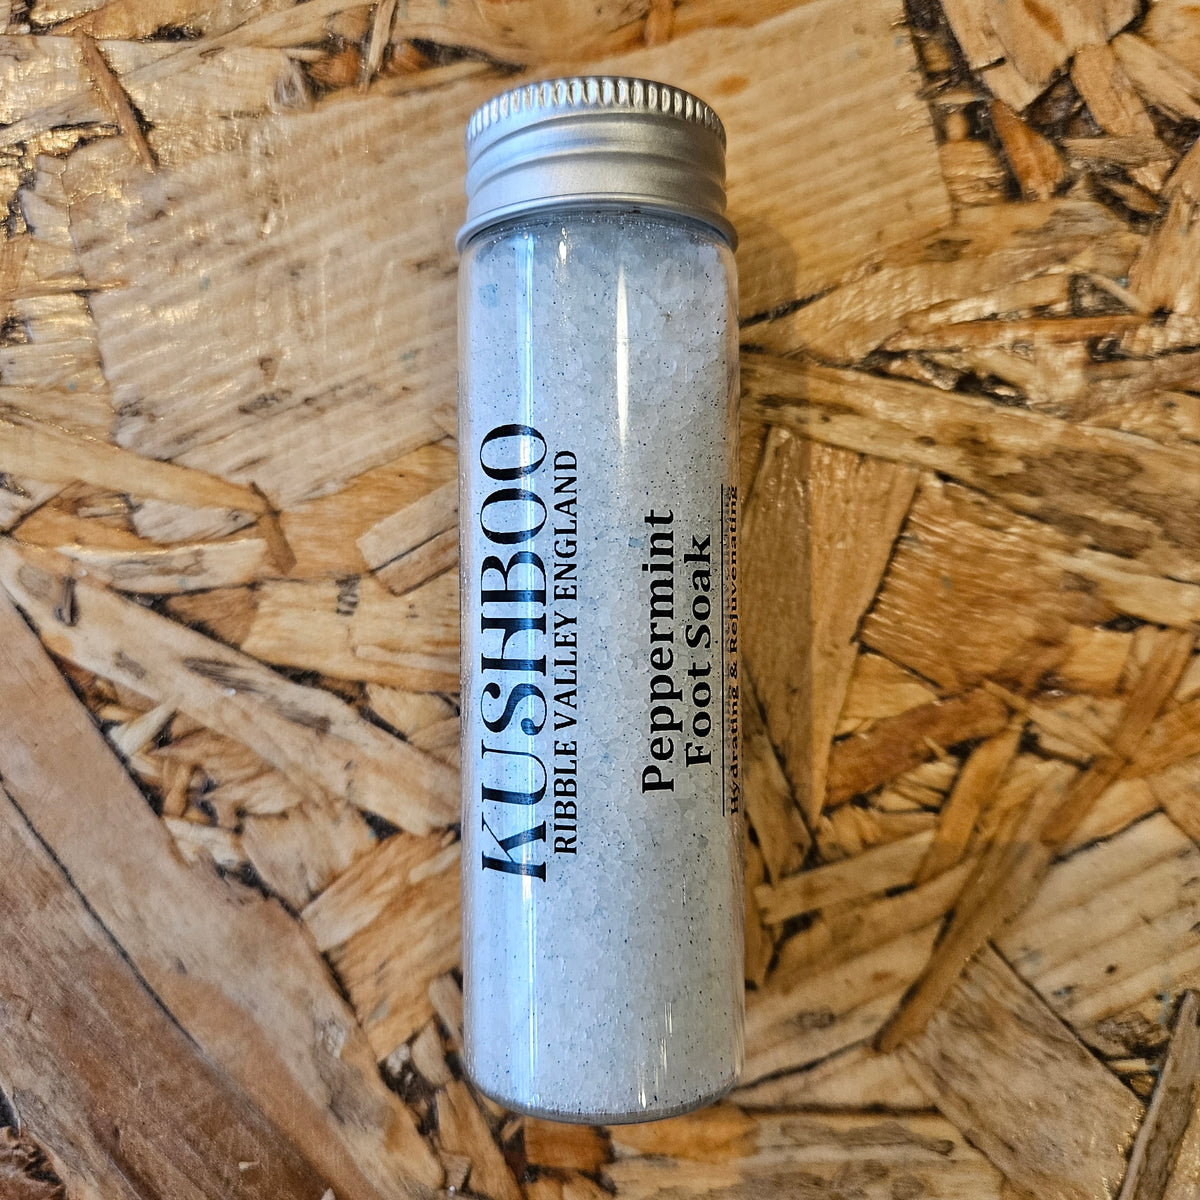 KUSHBOO
RIBBLE VALLEY ENGLAND
Peppermint
Foot Soak
Hydrating & Rejuvenating